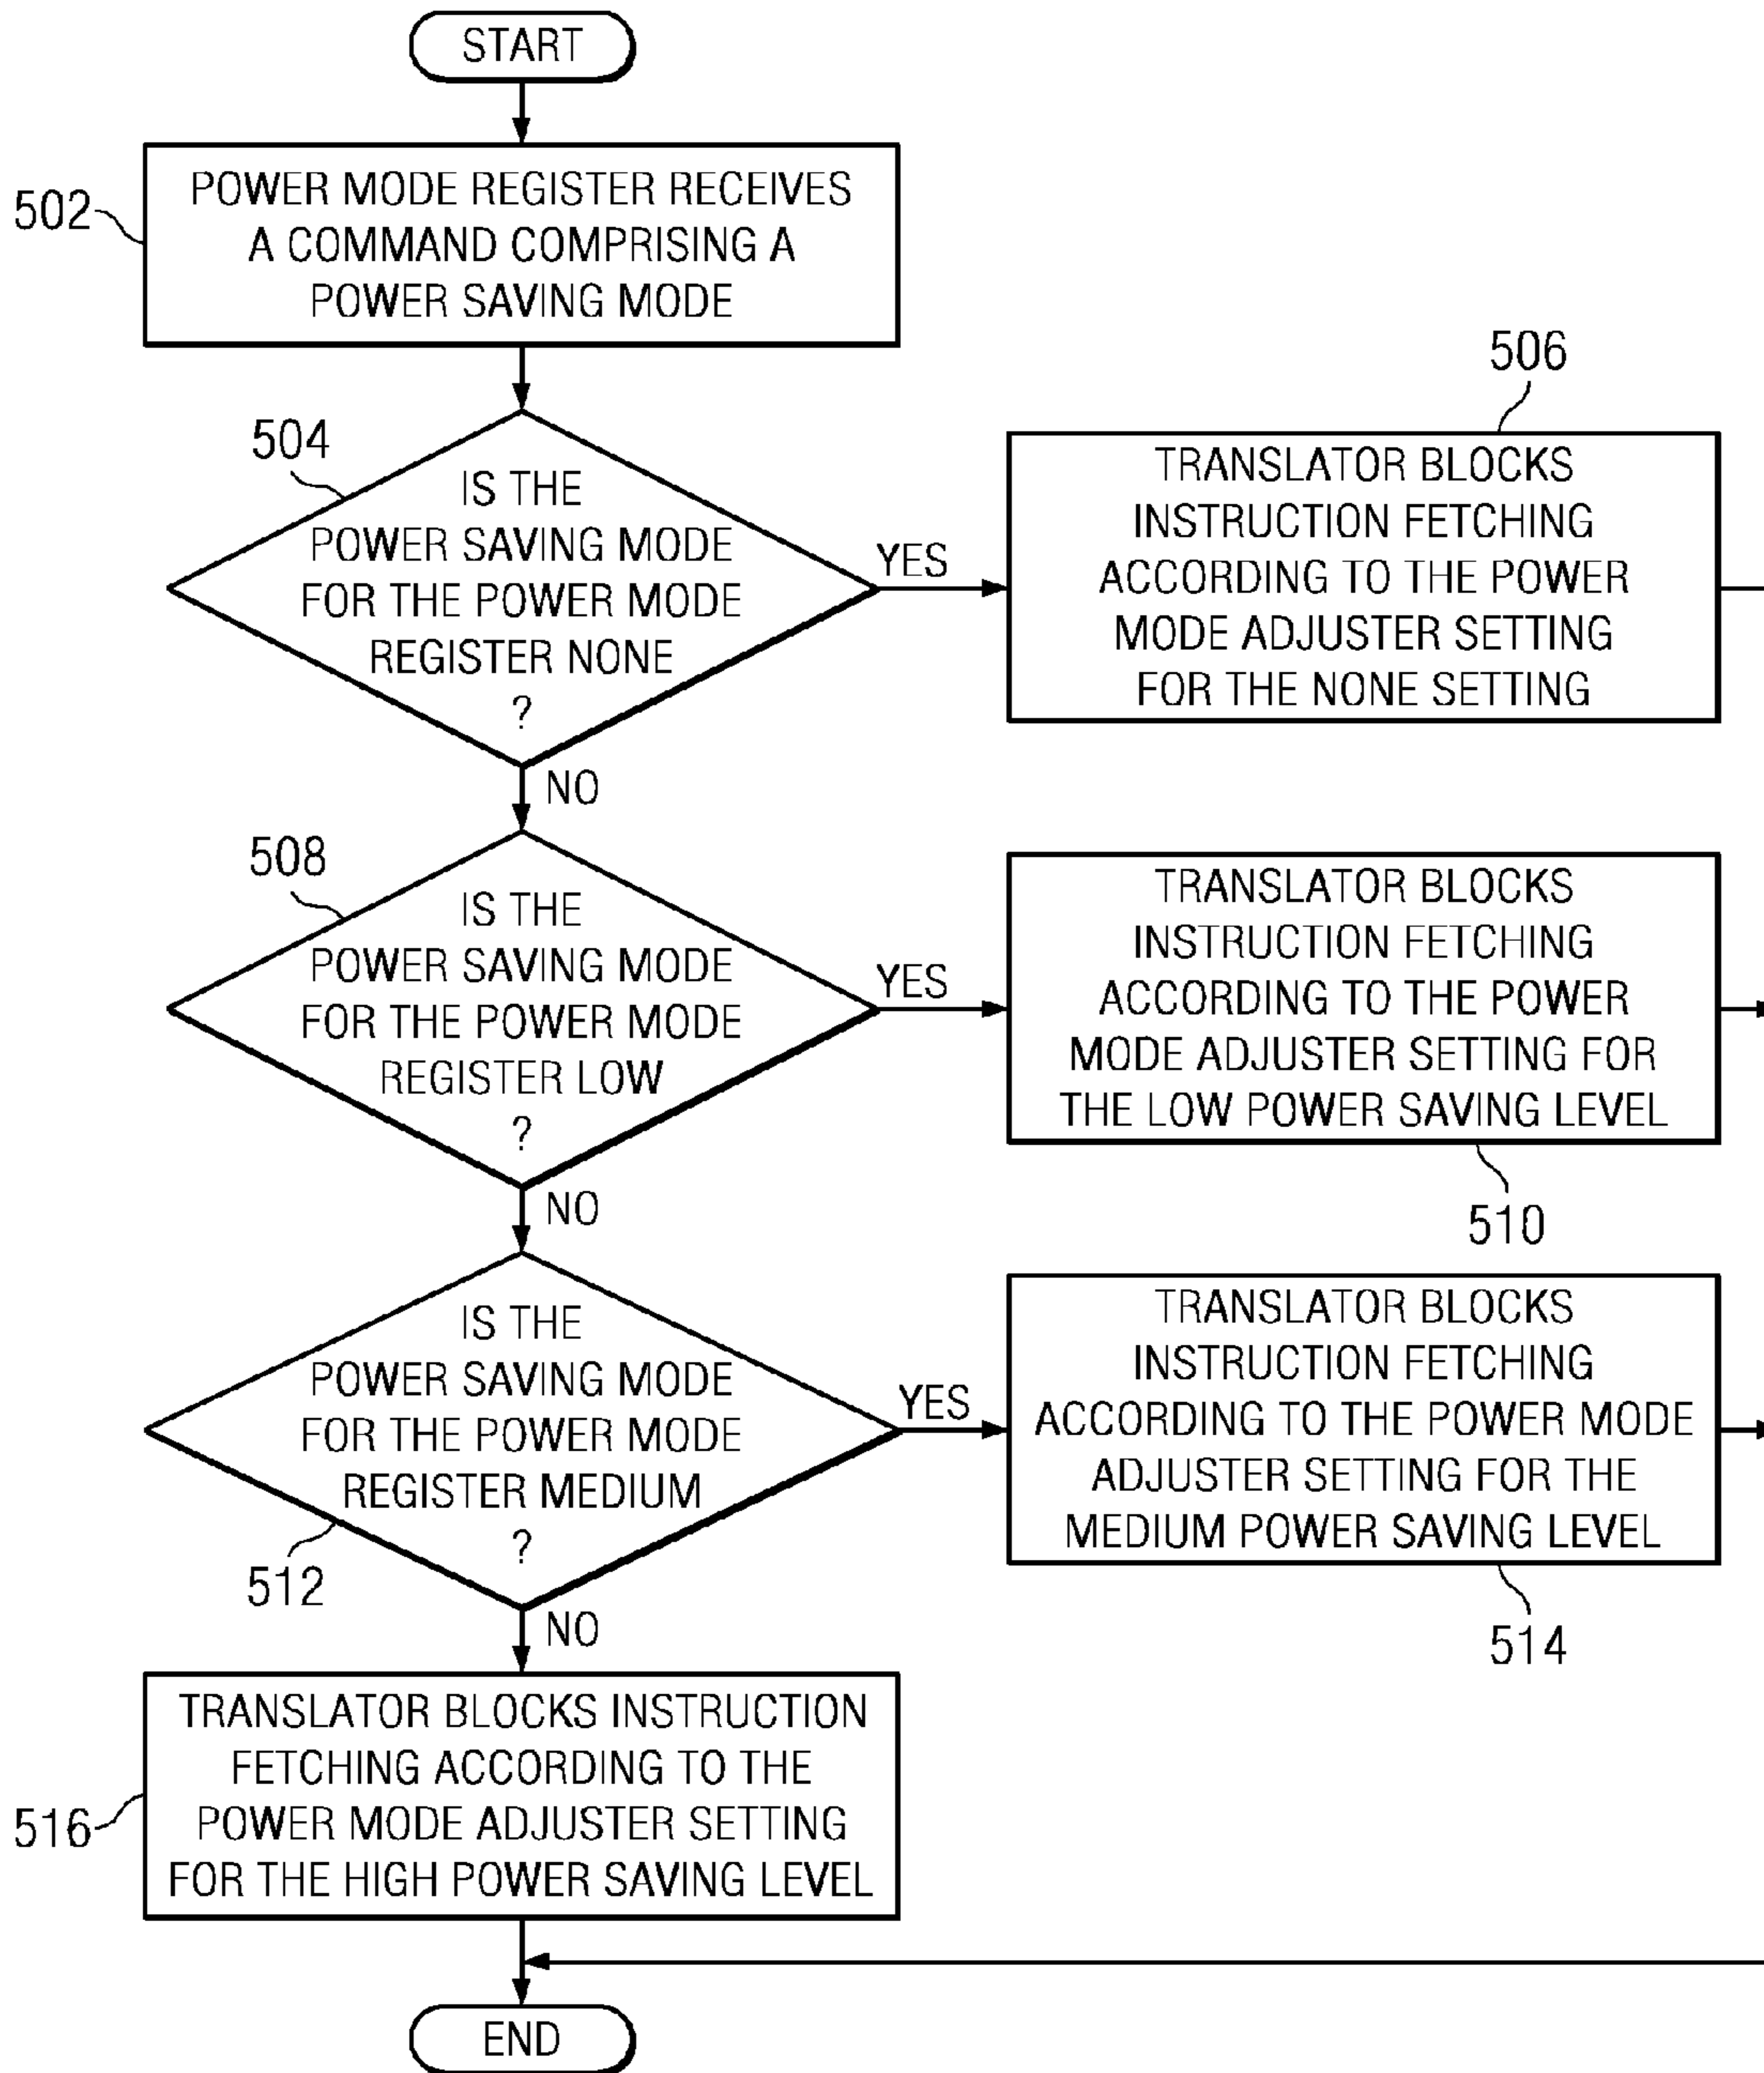 START
502
POWER MODE REGISTER RECEIVES
A COMMAND COMPRISING A
POWER SAVING MODE
504
IS THE
POWER SAVING MODE
FOR THE POWER MODE
REGISTER NONE
?
YES
506
TRANSLATOR BLOCKS
INSTRUCTION FETCHING
ACCORDING TO THE POWER
MODE ADJUSTER SETTING
FOR THE NONE SETTING
NO
508
IS THE
POWER SAVING MODE
FOR THE POWER MODE
REGISTER LOW
?
YES
TRANSLATOR BLOCKS
INSTRUCTION FETCHING
ACCORDING TO THE POWER
MODE ADJUSTER SETTING FOR
THE LOW POWER SAVING LEVEL
510
NO
IS THE
POWER SAVING MODE
FOR THE POWER MODE
REGISTER MEDIUM
?
512
YES
TRANSLATOR BLOCKS
INSTRUCTION FETCHING
ACCORDING TO THE POWER MODE
ADJUSTER SETTING FOR THE
MEDIUM POWER SAVING LEVEL
514
NO
516
TRANSLATOR BLOCKS INSTRUCTION
FETCHING ACCORDING TO THE
POWER MODE ADJUSTER SETTING
FOR THE HIGH POWER SAVING LEVEL
END